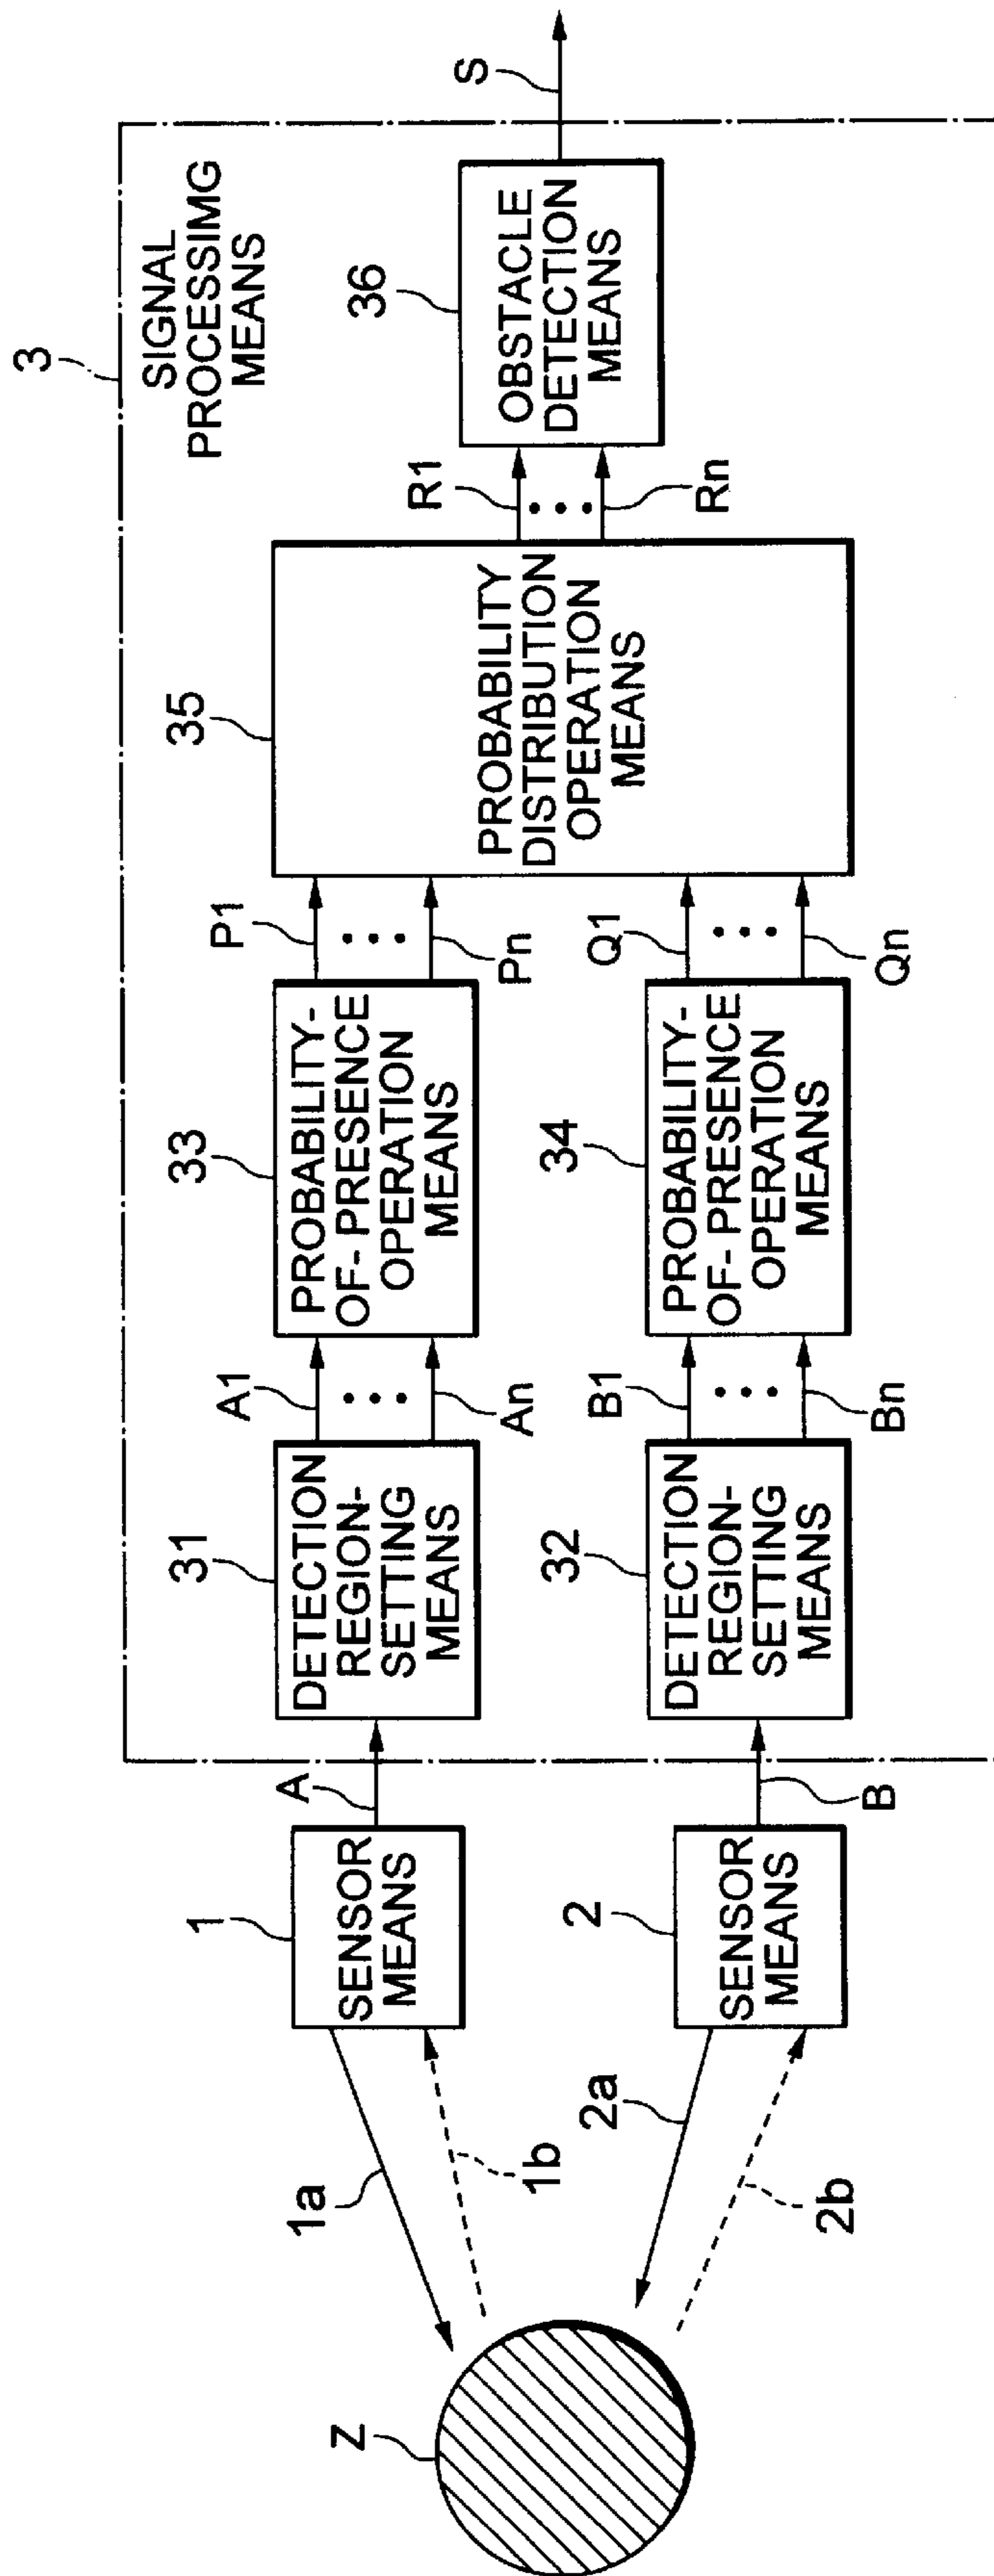 3
SIGNAL
PROCESSIMG
MEANS
Z
1a
1b
2a
2b
1
SENSOR
MEANS
2
SENSOR
MEANS
A
B
31
DETECTION
REGION-
SETTING
MEANS
32
DETECTION
REGION-
SETTING
MEANS
A1
An
B1
Bn
33
PROBABILITY-
OF- PRESENCE
OPERATION
MEANS
34
PROBABILITY-
OF- PRESENCE
OPERATION
MEANS
P1
Pn
Q1
Qn
35
PROBABILITY
DISTRIBUTION
OPERATION
MEANS
R1
Rn
36
OBSTACLE
DETECTION
MEANS
S